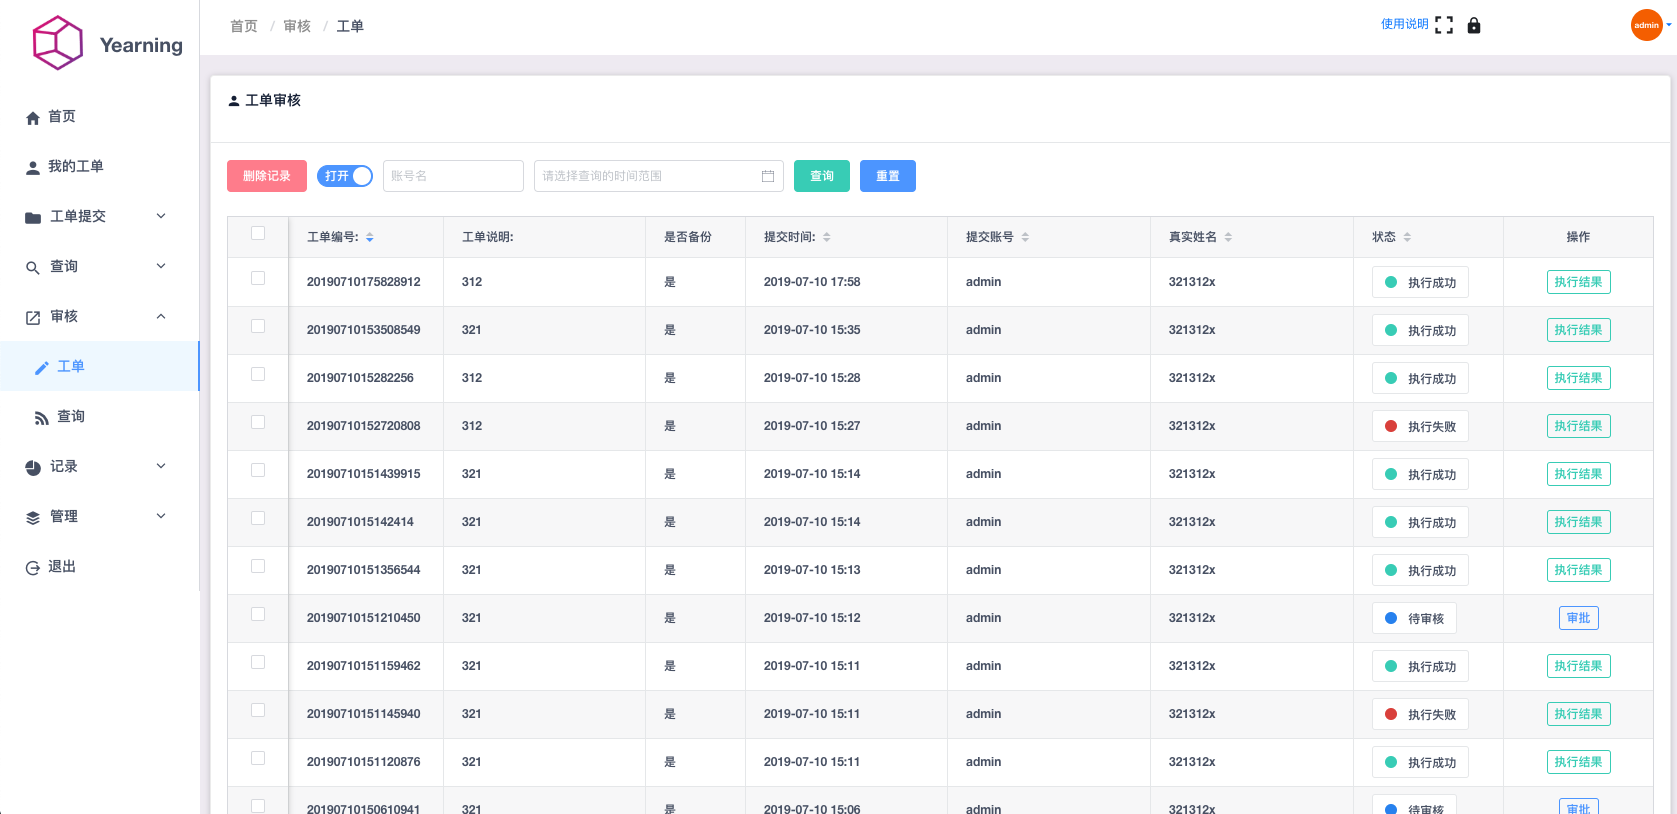 Yearning
首页 / 审核 / 工单
使用说明
admin
首页
我的工单
工单提交
查询
审核
工单
查询
记录
管理
退出
工单审核
删除记录 打开 账号名 请选择查询的时间范围 查询 重置
工单编号: 工单说明: 是否备份 提交时间: 提交账号 真实姓名 状态 操作
20190710175828912 312 是 2019-07-10 17:58 admin 321312x 执行成功 执行结果
20190710153508549 321 是 2019-07-10 15:35 admin 321312x 执行成功 执行结果
2019071015282256 312 是 2019-07-10 15:28 admin 321312x 执行成功 执行结果
20190710152720808 312 是 2019-07-10 15:27 admin 321312x 执行失败 执行结果
20190710151439915 321 是 2019-07-10 15:14 admin 321312x 执行成功 执行结果
2019071015142414 321 是 2019-07-10 15:14 admin 321312x 执行成功 执行结果
20190710151356544 321 是 2019-07-10 15:13 admin 321312x 执行成功 执行结果
20190710151210450 321 是 2019-07-10 15:12 admin 321312x 待审核 审批
20190710151159462 321 是 2019-07-10 15:11 admin 321312x 执行成功 执行结果
20190710151145940 321 是 2019-07-10 15:11 admin 321312x 执行失败 执行结果
20190710151120876 321 是 2019-07-10 15:11 admin 321312x 执行成功 执行结果
20190710150610941 321 是 2019-07-10 15:06 admin 321312x 待审核 审批